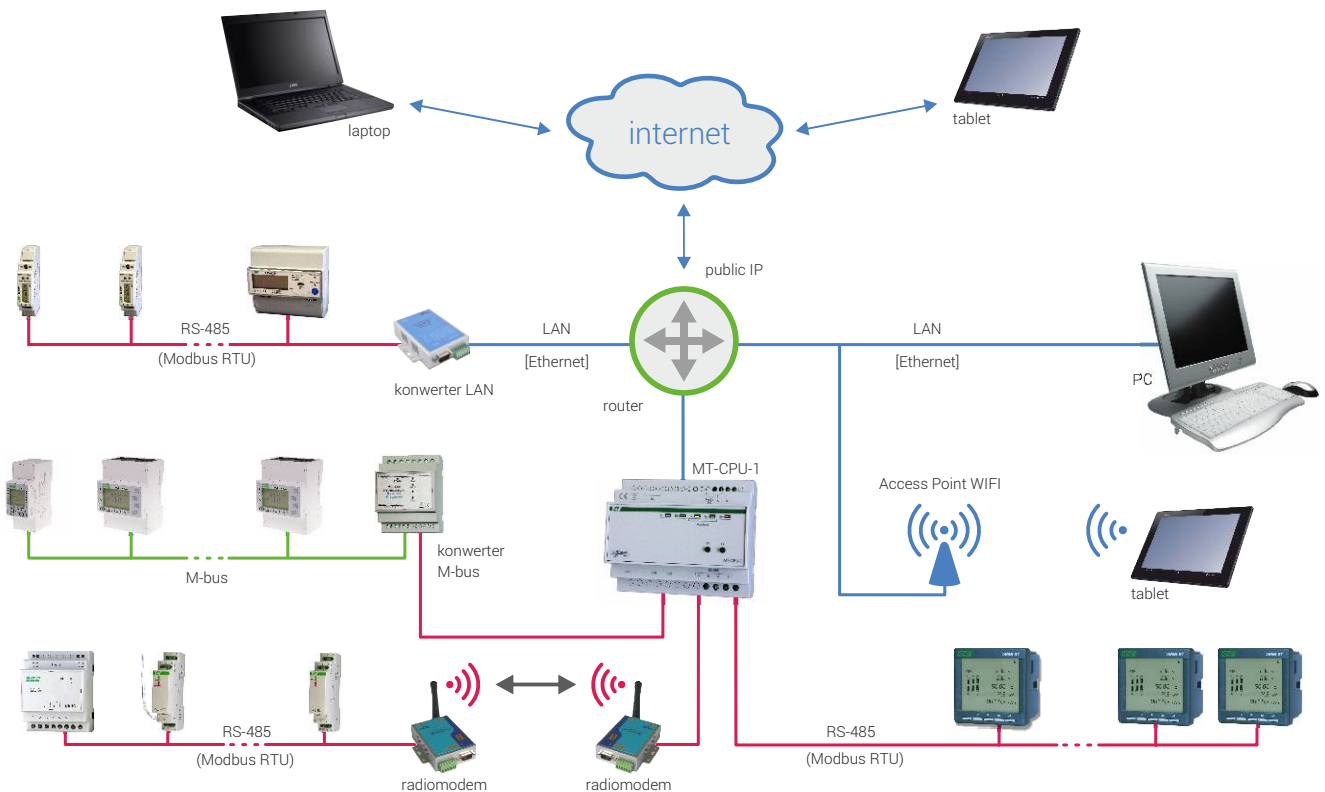 laptop
internet
tablet
public IP
RS-485
(Modbus RTU)
LAN
[Ethernet]
LAN
[Ethernet]
konwerter LAN
router
PC
MT-CPU-1
Access Point WIFI
konwerter
M-bus
M-bus
tablet
RS-485
(Modbus RTU)
radiomodem
radiomodem
RS-485
(Modbus RTU)